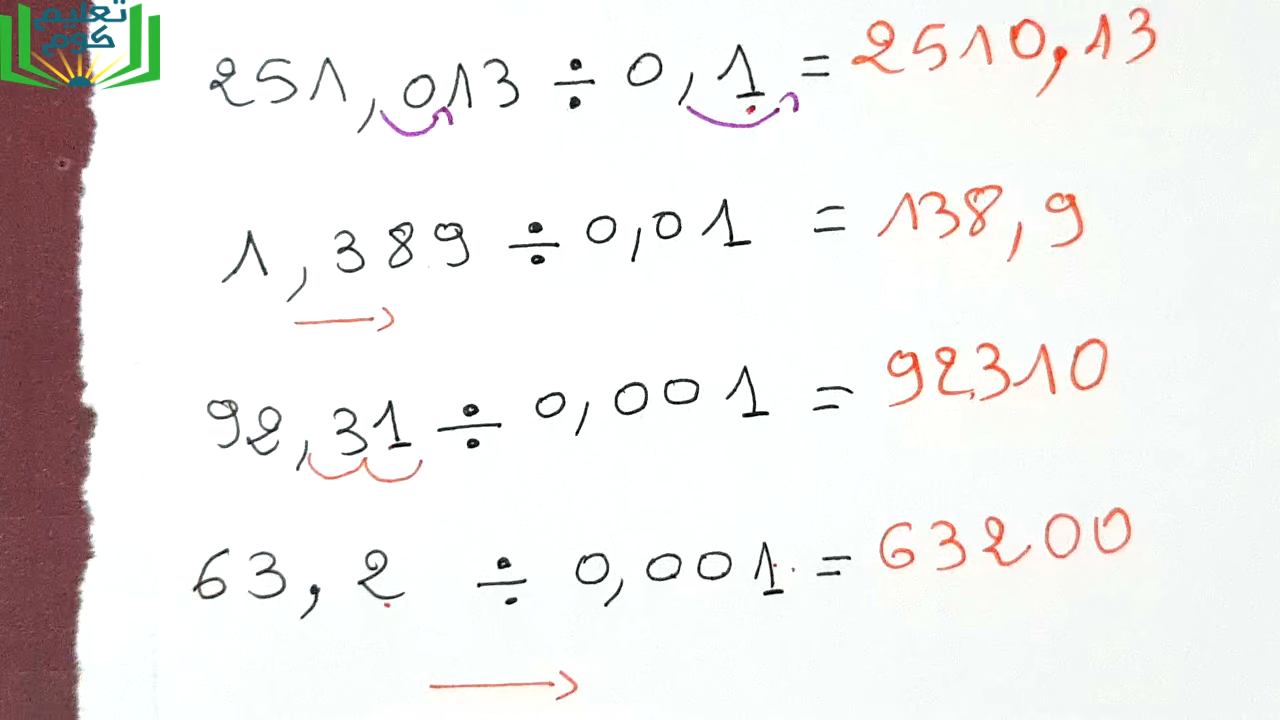 تعليم
كوم
251,013 ÷ 0,1 = 2510,13
1,389 ÷ 0,01 = 138,9
92,31 ÷ 0,001 = 92310
63,2 ÷ 0,001 = 63200